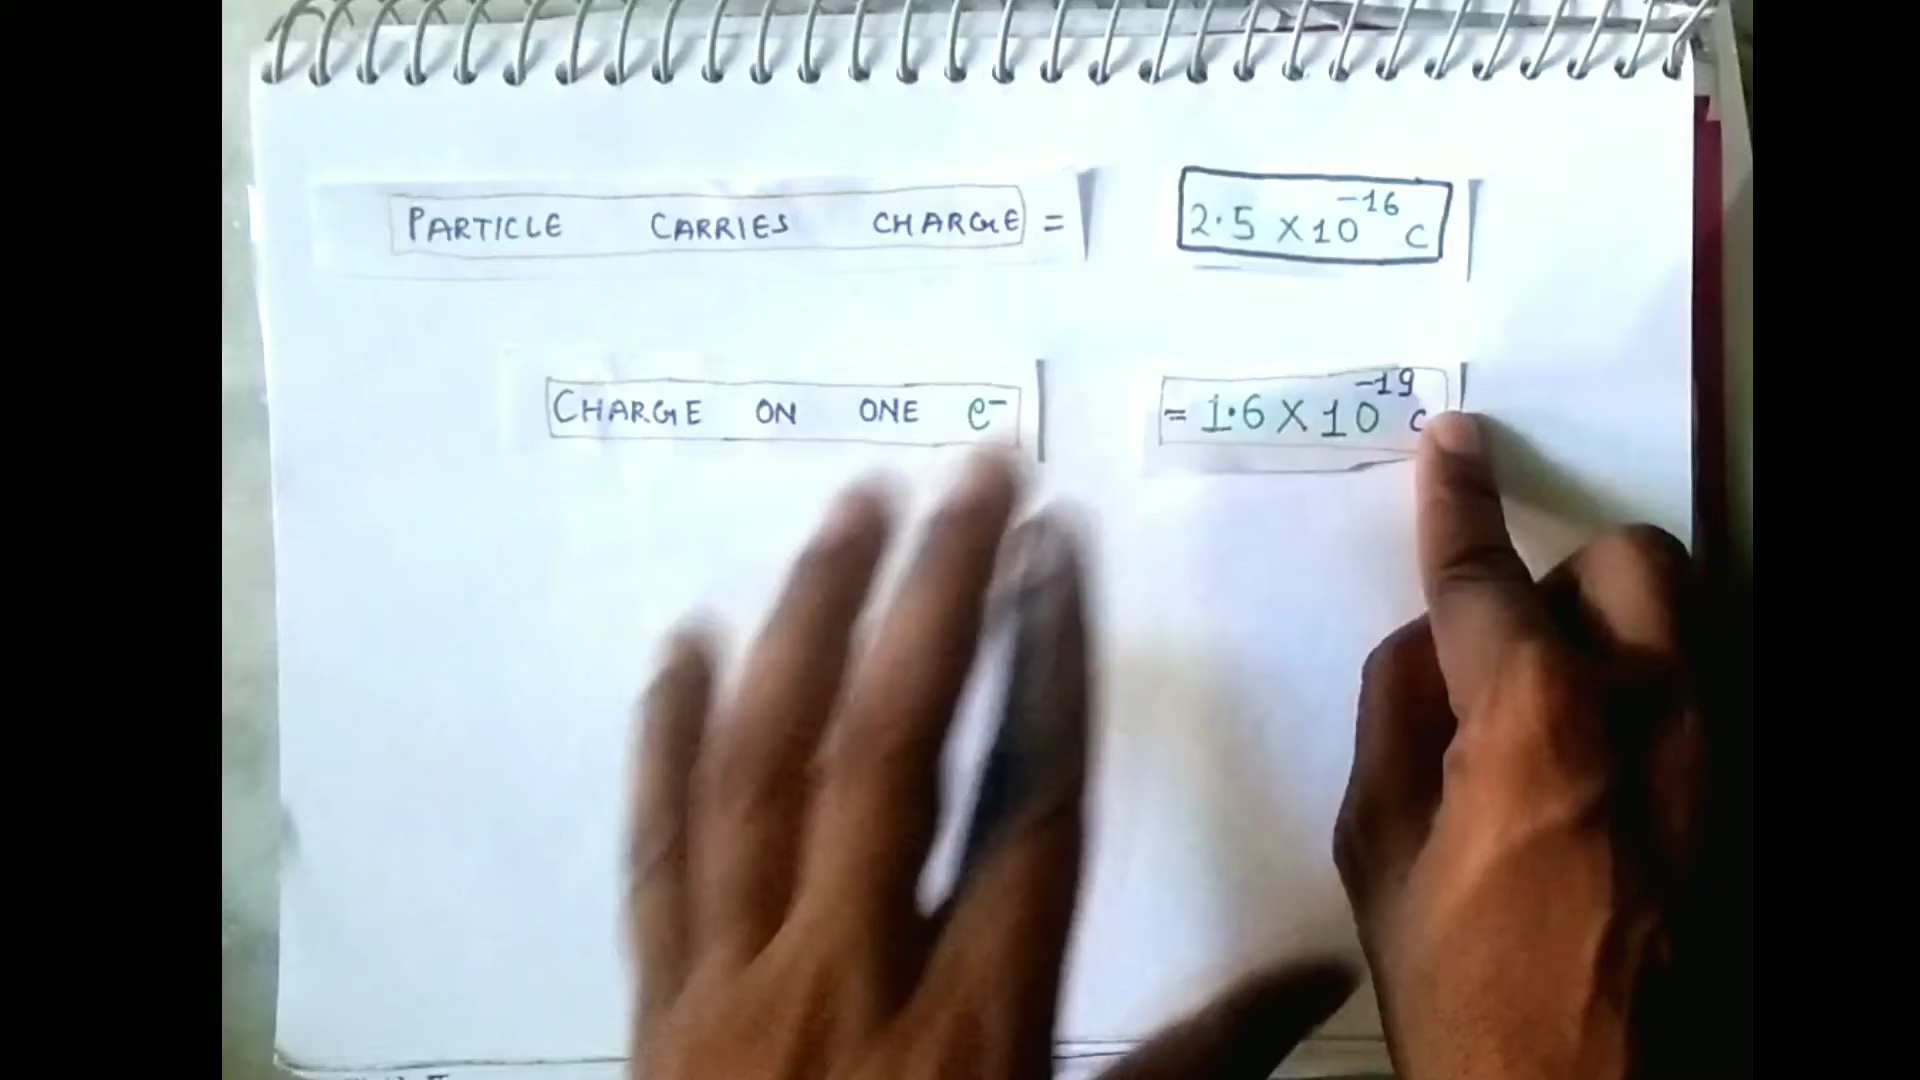 PARTICLE CARRIES CHARGE = 2.5 × 10⁻¹⁶ C
CHARGE ON ONE e⁻ = 1.6 × 10⁻¹⁹ C